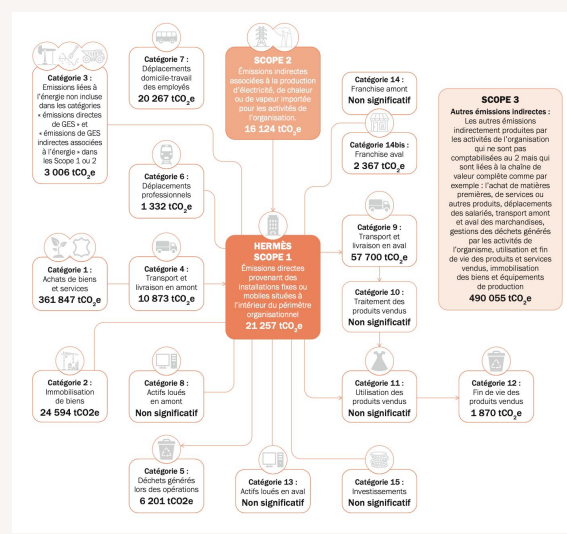 Catégorie 3 :
Emissions liées à
l'énergie non incluse
dans les catégories
« émissions directes
de GES » et
« émissions de GES
indirectes associées
à l'énergie » dans
les Scope 1 ou 2
3 006 tCO2e
Catégorie 7 :
Déplacements
domicile-travail
des employés
20 267 tCO2e
SCOPE 2
Émissions indirectes
associées à la production
d'électricité, de chaleur
ou de vapeur importée
pour les activités de
l'organisation.
16 124 tCO2e
Catégorie 14 :
Franchise amont
Non significatif
Catégorie 14bis :
Franchise aval
2 367 tCO2e
SCOPE 3
Autres émissions indirectes :
Les autres émissions
indirectement produites par
les activités de l'organisation
qui ne sont pas
comptabilisées au 2 mais qui
sont liées à la chaîne de
valeur complète comme par
exemple : l'achat de matières
premières, de services ou
autres produits, déplacements
des salariés, transport amont
et aval des marchandises,
gestions des déchets générés
par les activités de
l'organisme, utilisation et fin
de vie des produits et services
vendus, immobilisation
des biens et équipements
de production
490 055 tCO2e
Catégorie 6 :
Déplacements
professionnels
1 332 tCO2e
Catégorie 1 :
Achats de biens
et services
361 847 tCO2e
Catégorie 4 :
Transport et
livraison en amont
10 873 tCO2e
HERMÈS
SCOPE 1
Émissions directes
provenant des
installations fixes ou
mobiles situées à
l'intérieur du périmètre
organisationnel
21 257 tCO2e
Catégorie 9 :
Transport et
livraison en aval
57 700 tCO2e
Catégorie 10 :
Traitement des
produits vendus
Non significatif
Catégorie 2 :
Immobilisation
de biens
24 594 tCO2e
Catégorie 8 :
Actifs loués
en amont
Non significatif
Catégorie 11 :
Utilisation des
produits vendus
Non significatif
Catégorie 12 :
Fin de vie des
produits vendus
1 870 tCO2e
Catégorie 5 :
Déchets générés
lors des opérations
6 201 tCO2e
Catégorie 13 :
Actifs loués en aval
Non significatif
Catégorie 15 :
Investissements
Non significatif